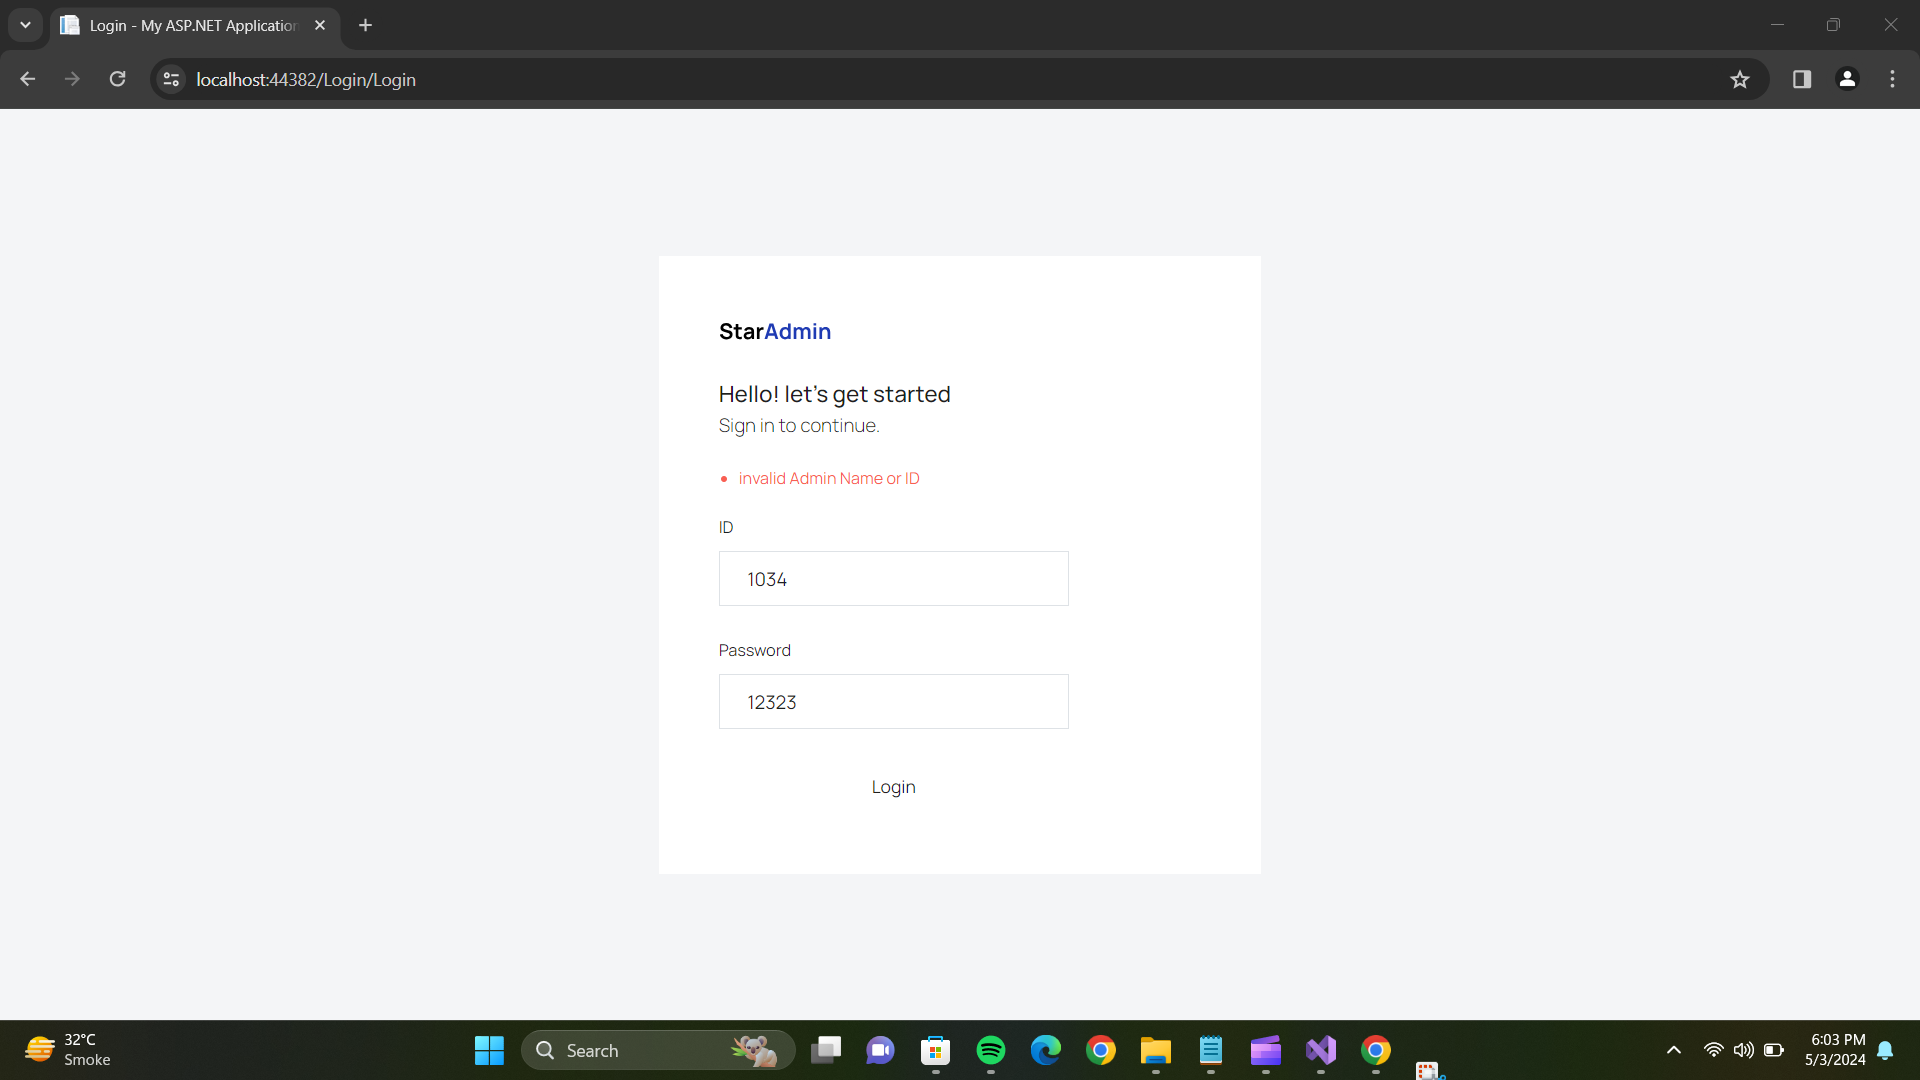 Login - My ASP.NET Application
localhost:44382/Login/Login
StarAdmin
Hello! let's get started
Sign in to continue.
invalid Admin Name or ID
ID
1034
Password
12323
Login
32°C
Smoke
Search
6:03 PM
5/3/2024